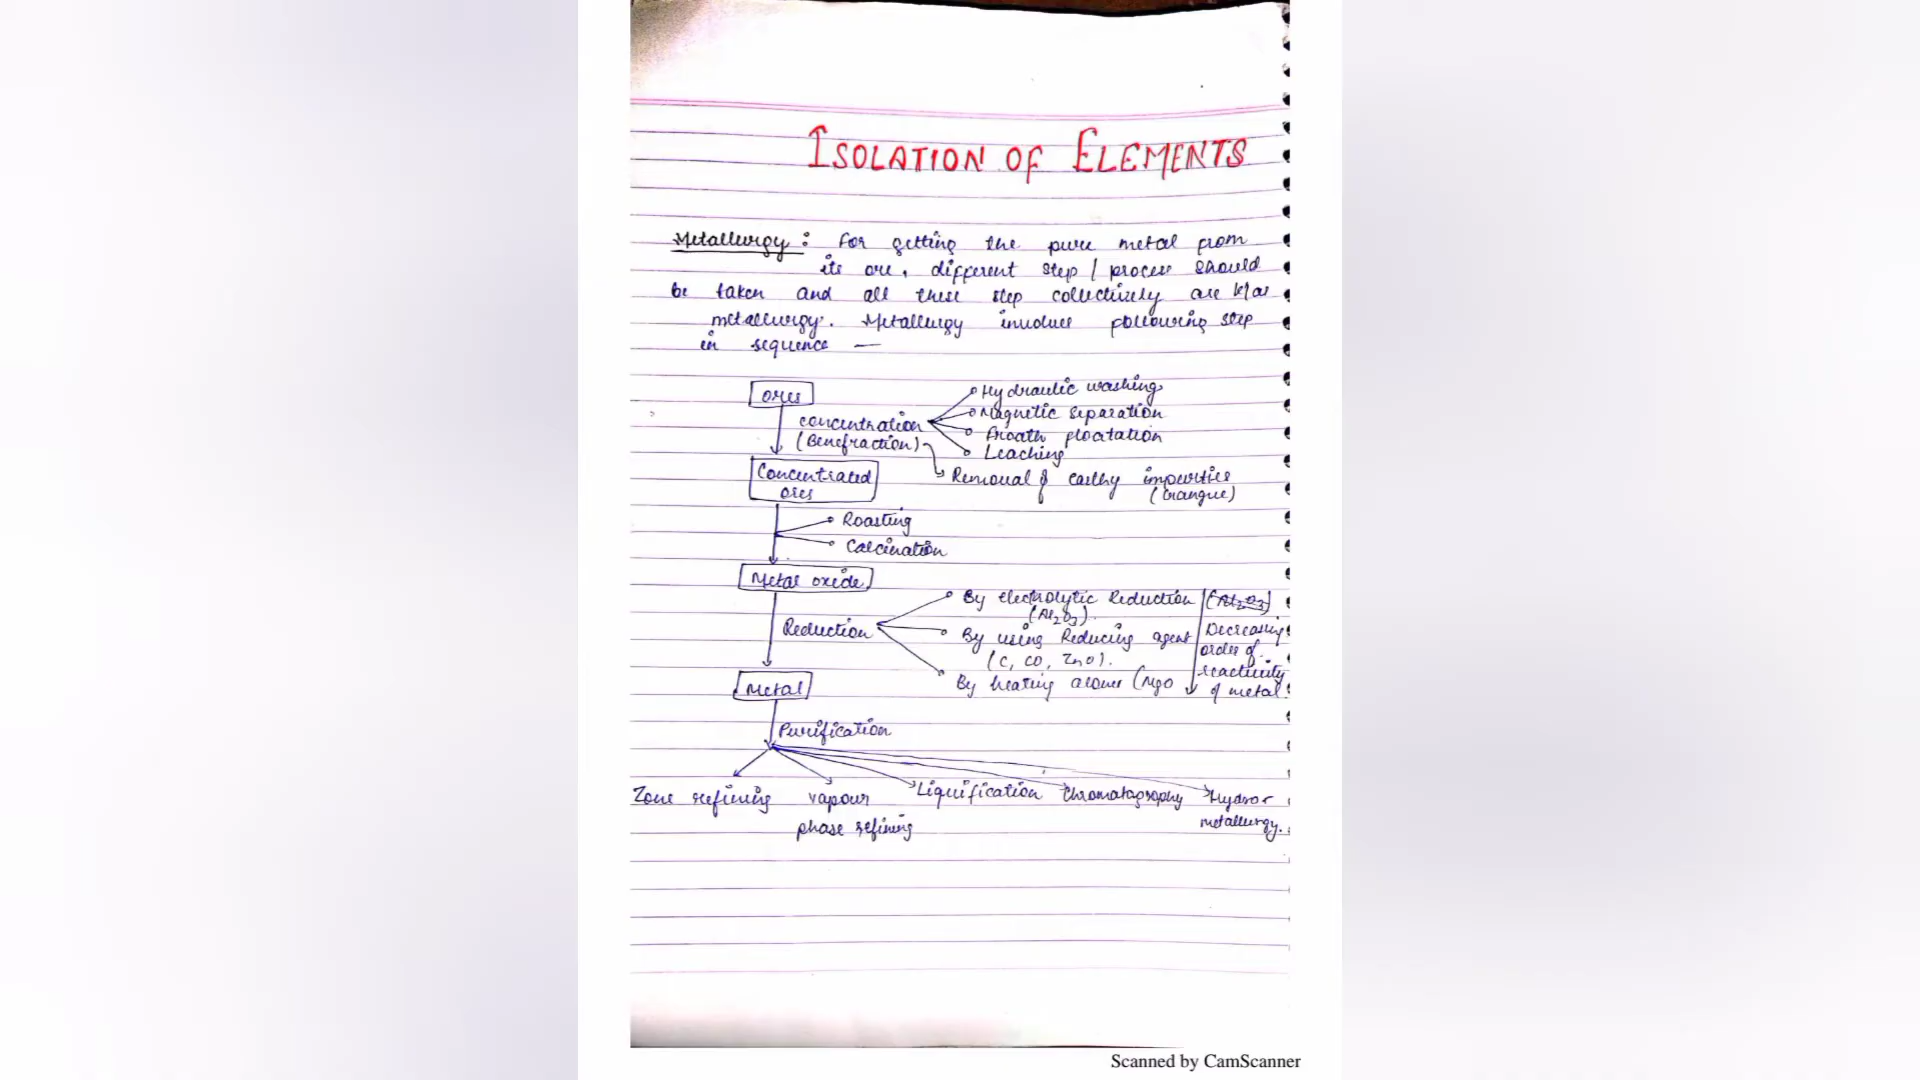 ISOLATION OF ELEMENTS
Metallurgy : For getting the pure metal from
its ore, different step / process should
be taken and all these step collectively are k/as
metallurgy. Metallurgy involves following step
in sequence —
Ores
Concentration
(Benefraction)
Hydraulic washing
Magnetic separation
Froath floatation
Leaching
Removal of earthy impurities
(Gangue)
Concentrated
ores
Roasting
Calcination
Metal oxide
Reduction
By electrolytic Reduction (Al2O3)
(Al2O3)
By using Reducing agent
(C, CO, ZnO).
By heating alone (MgO
Decreasing
order of
reactivity
of metal.
Metal
Purification
Zone refining
vapour
phase refining
Liquification
Chromatography
Hydro-
metallurgy.
Scanned by CamScanner